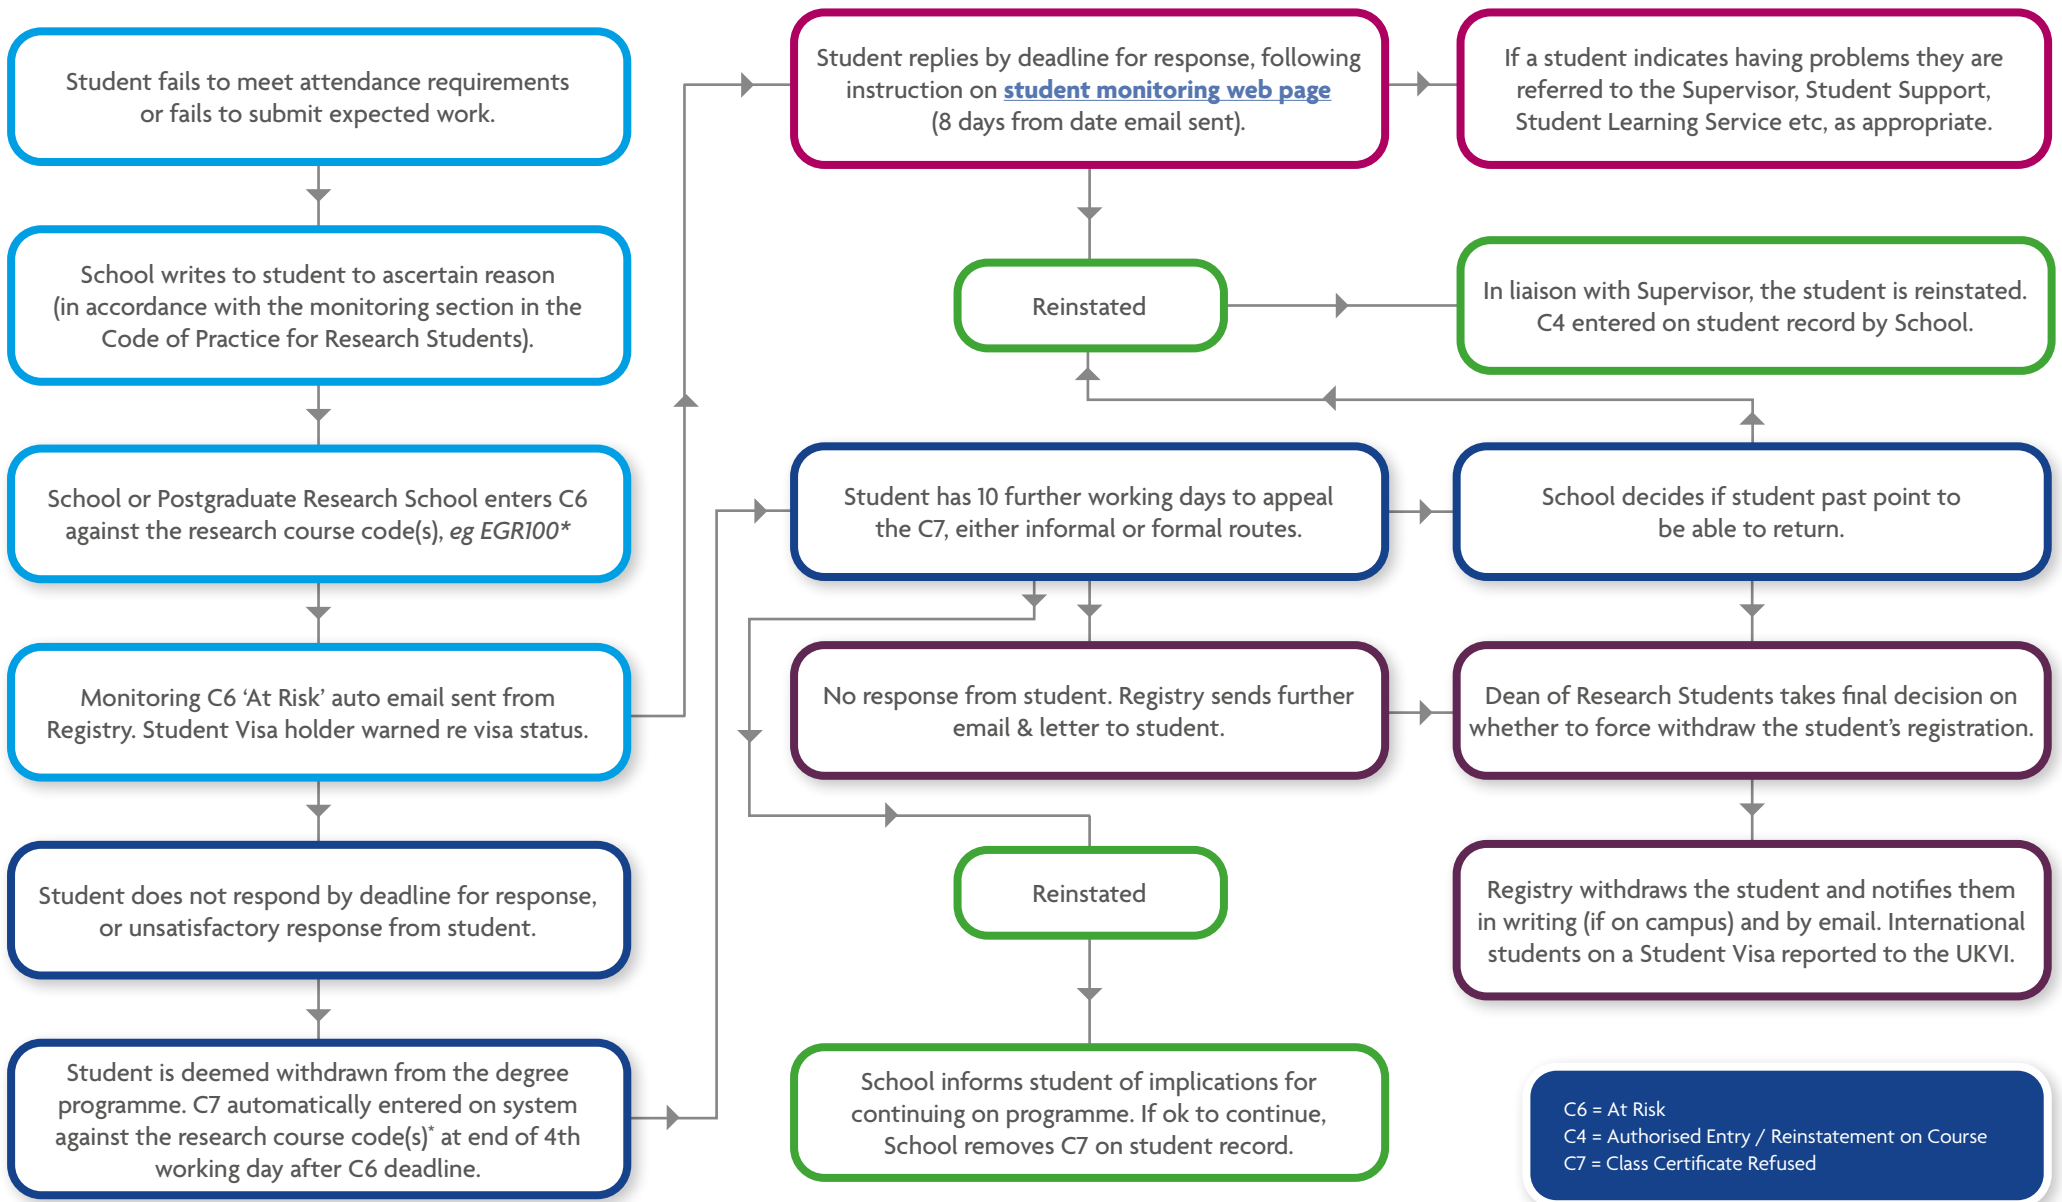 Student fails to meet attendance requirements
or fails to submit expected work.
School writes to student to ascertain reason
(in accordance with the monitoring section in the
Code of Practice for Research Students).
School or Postgraduate Research School enters C6
against the research course code(s), eg EGR100*
Monitoring C6 ‘At Risk’ auto email sent from
Registry. Student Visa holder warned re visa status.
Student does not respond by deadline for response,
or unsatisfactory response from student.
Student is deemed withdrawn from the degree
programme. C7 automatically entered on system
against the research course code(s)* at end of 4th
working day after C6 deadline.
Student replies by deadline for response, following
instruction on student monitoring web page
(8 days from date email sent).
If a student indicates having problems they are
referred to the Supervisor, Student Support,
Student Learning Service etc, as appropriate.
Reinstated
In liaison with Supervisor, the student is reinstated.
C4 entered on student record by School.
Student has 10 further working days to appeal
the C7, either informal or formal routes.
School decides if student past point to
be able to return.
No response from student. Registry sends further
email & letter to student.
Dean of Research Students takes final decision on
whether to force withdraw the student’s registration.
Reinstated
Registry withdraws the student and notifies them
in writing (if on campus) and by email. International
students on a Student Visa reported to the UKVI.
School informs student of implications for
continuing on programme. If ok to continue,
School removes C7 on student record.
C6 = At Risk
C4 = Authorised Entry / Reinstatement on Course
C7 = Class Certificate Refused